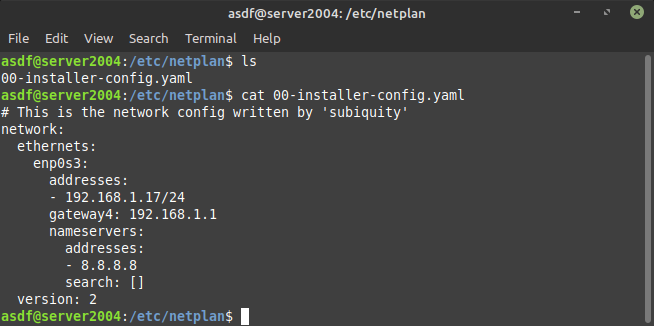 asdf@server2004: /etc/netplan
File Edit View Search Terminal Help
asdf@server2004:/etc/netplan$ ls
00-installer-config.yaml
asdf@server2004:/etc/netplan$ cat 00-installer-config.yaml
# This is the network config written by 'subiquity'
network:
  ethernets:
    enp0s3:
      addresses:
      - 192.168.1.17/24
      gateway4: 192.168.1.1
      nameservers:
        addresses:
        - 8.8.8.8
        search: []
  version: 2
asdf@server2004:/etc/netplan$